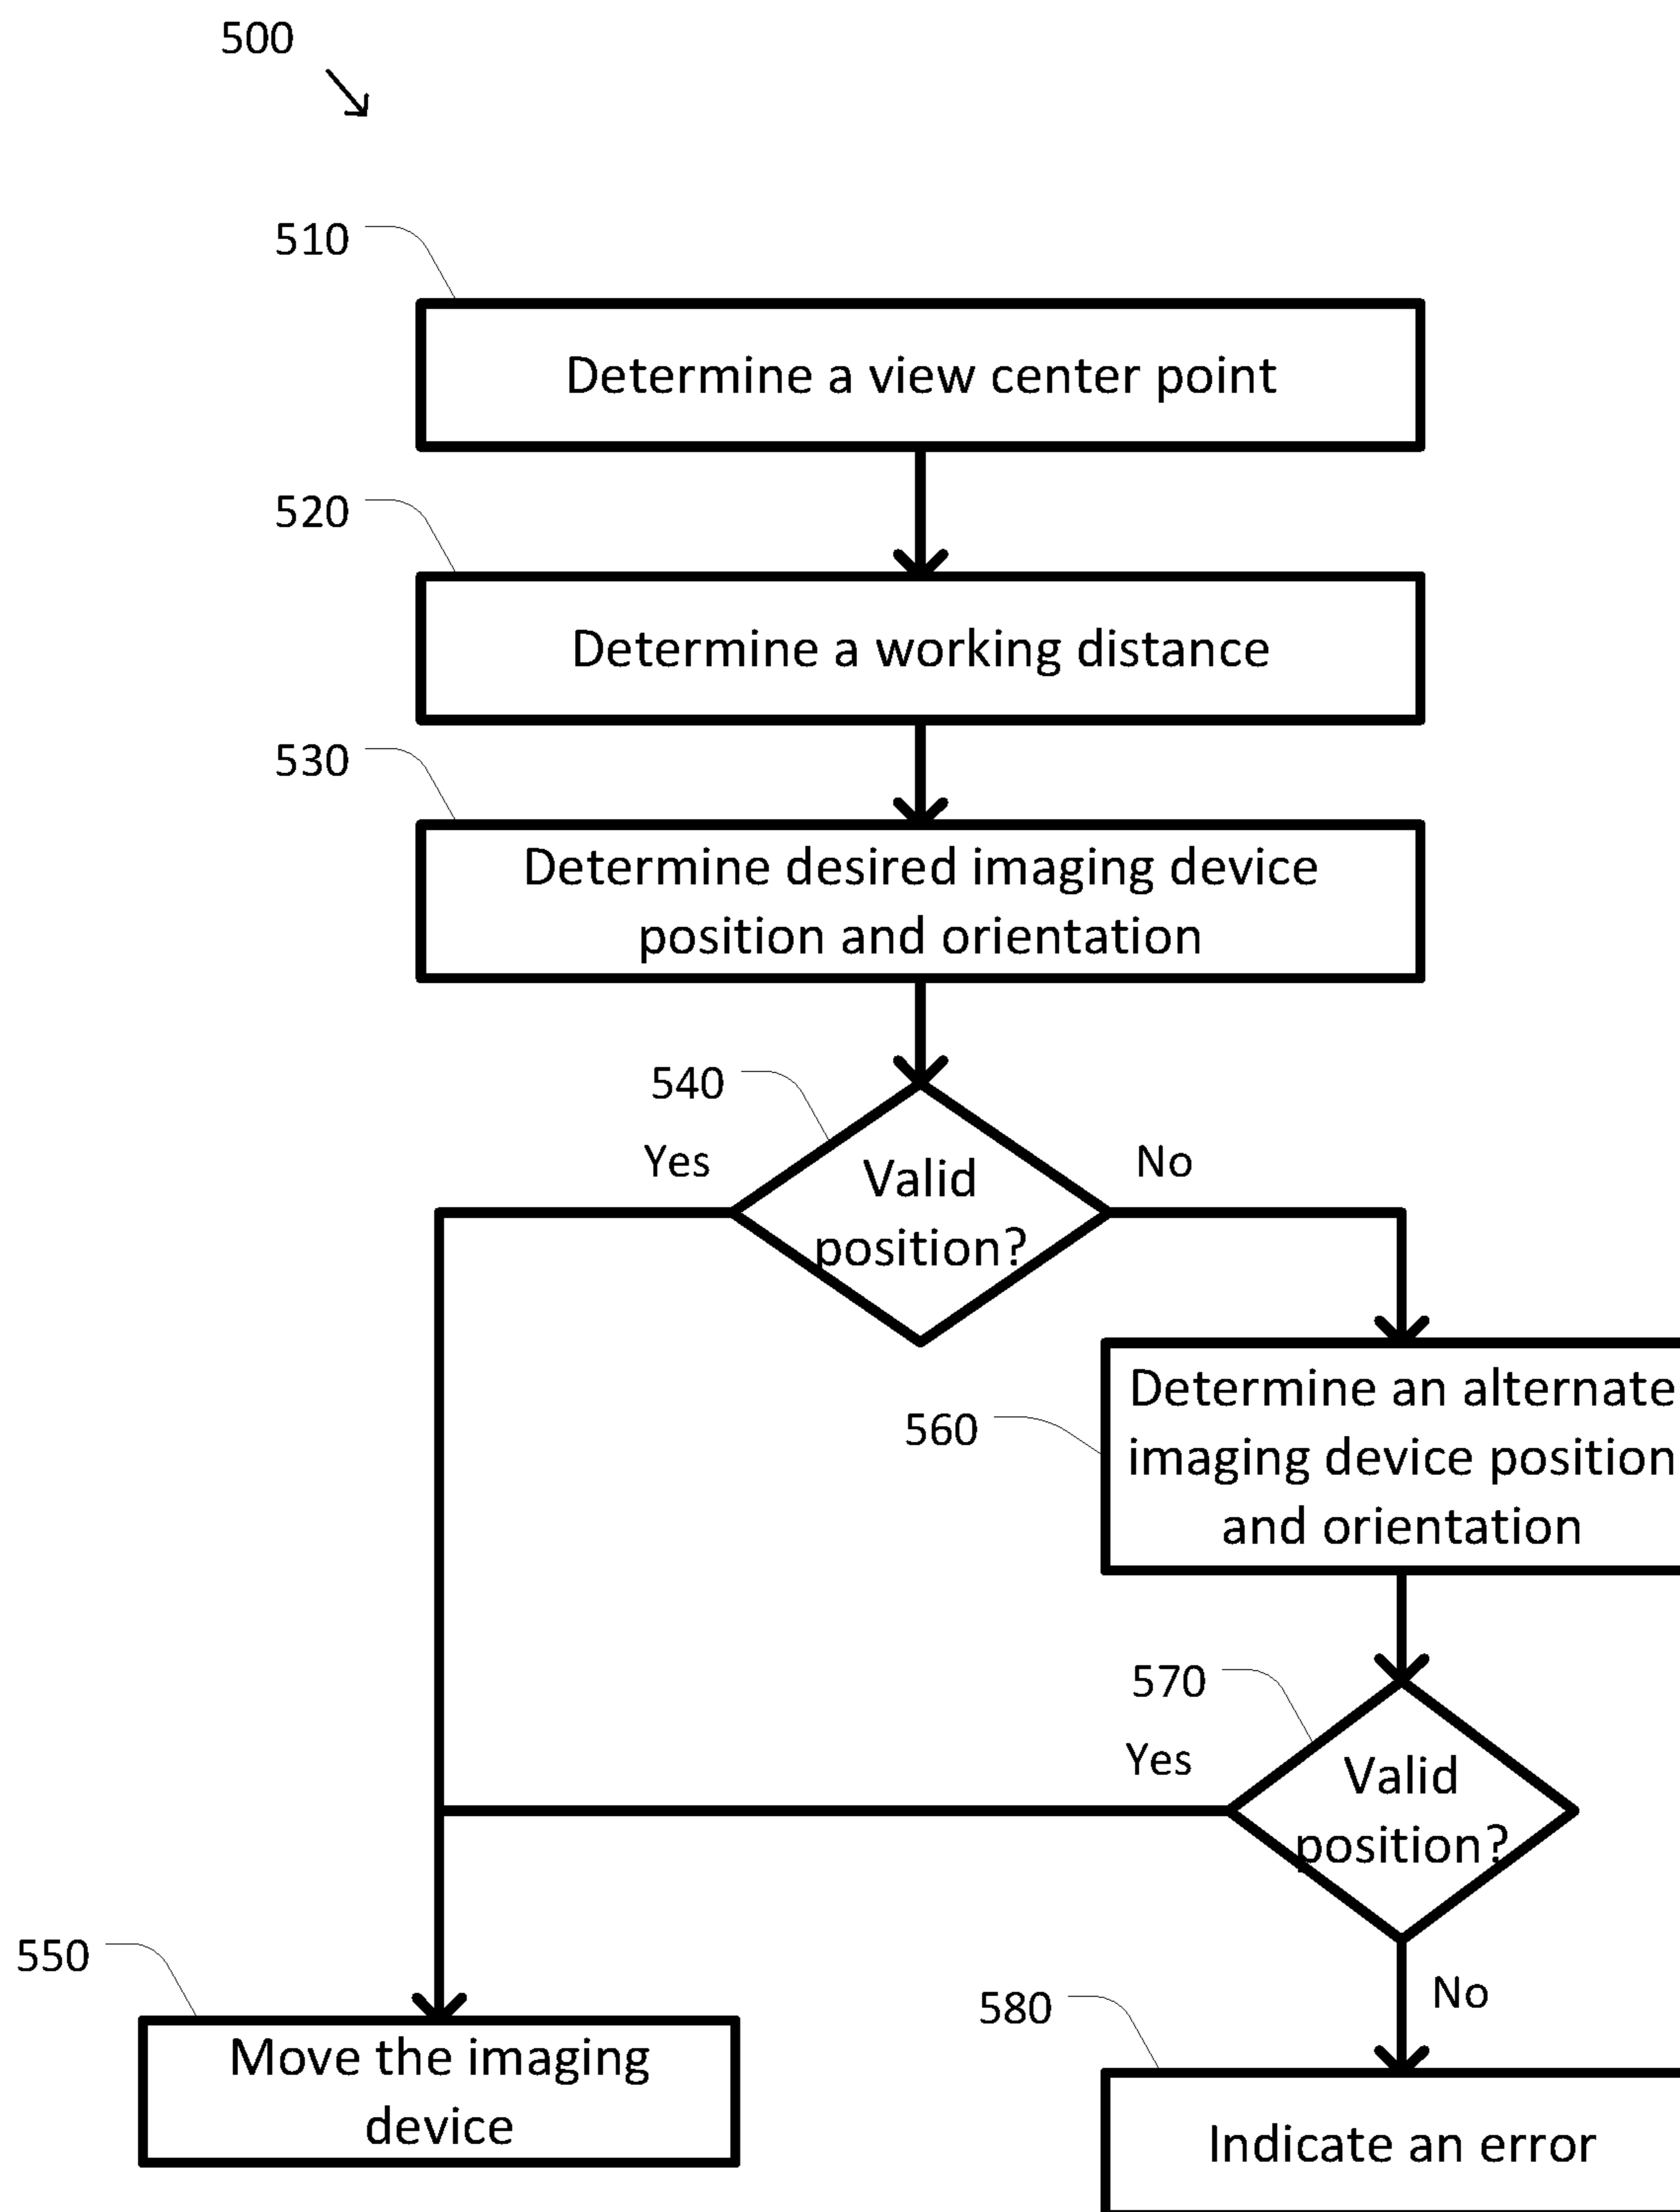 500
510
Determine a view center point
520
Determine a working distance
530
Determine desired imaging device
position and orientation
540
Yes
No
Valid
position?
Determine an alternate
560
imaging device position
and orientation
570
Yes
Valid
position?
550
No
580
Move the imaging
device
Indicate an error